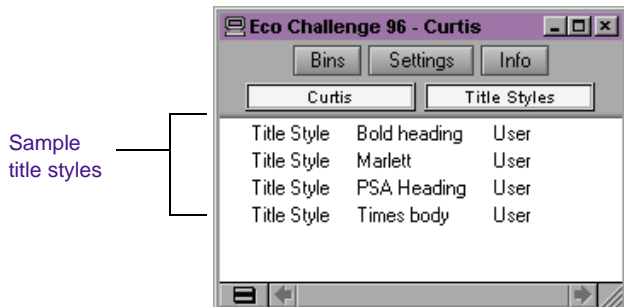 Eco Challenge 96 - Curtis
Bins Settings Info
Curtis Title Styles
Sample
title styles
Title Style Bold heading User
Title Style Marlett User
Title Style PSA Heading User
Title Style Times body User